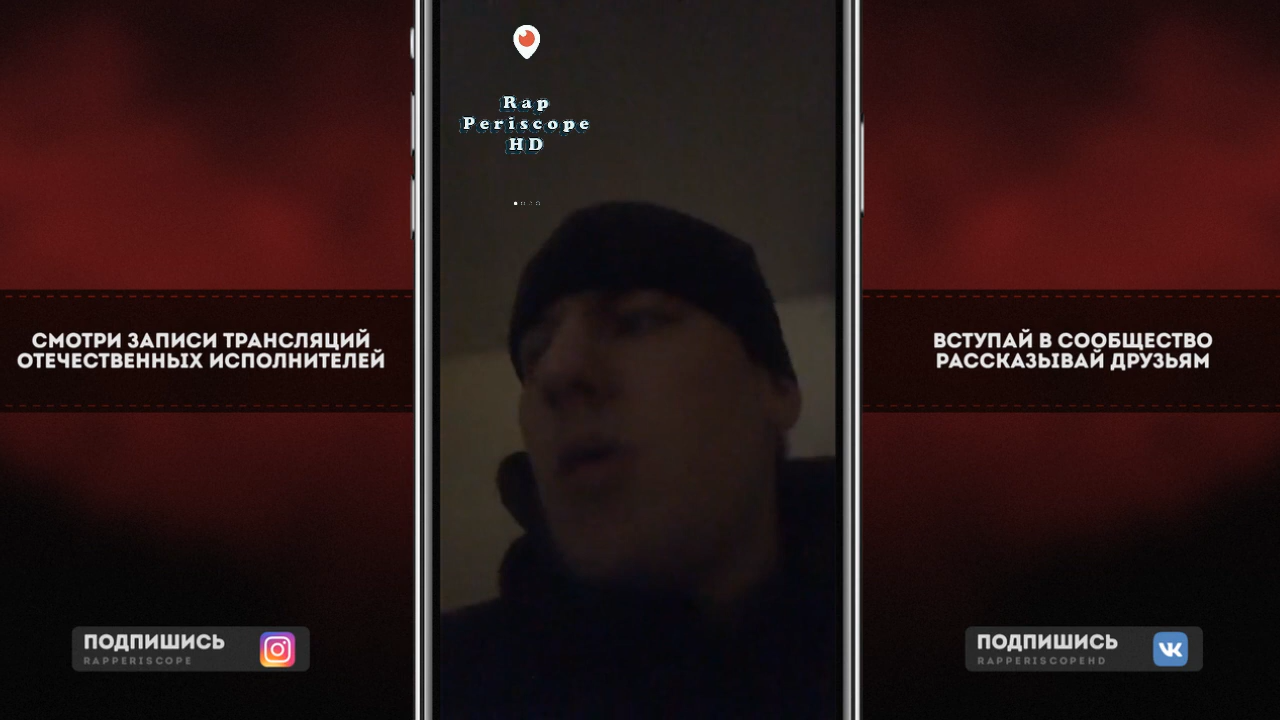 Rap
Periscope
HD
СМОТРИ ЗАПИСИ ТРАНСЛЯЦИЙ
ОТЕЧЕСТВЕННЫХ ИСПОЛНИТЕЛЕЙ
ВСТУПАЙ В СООБЩЕСТВО
РАССКАЗЫВАЙ ДРУЗЬЯМ
ПОДПИШИСЬ
RAPPERISCOPE
ПОДПИШИСЬ
RAPPERISCOPEHD